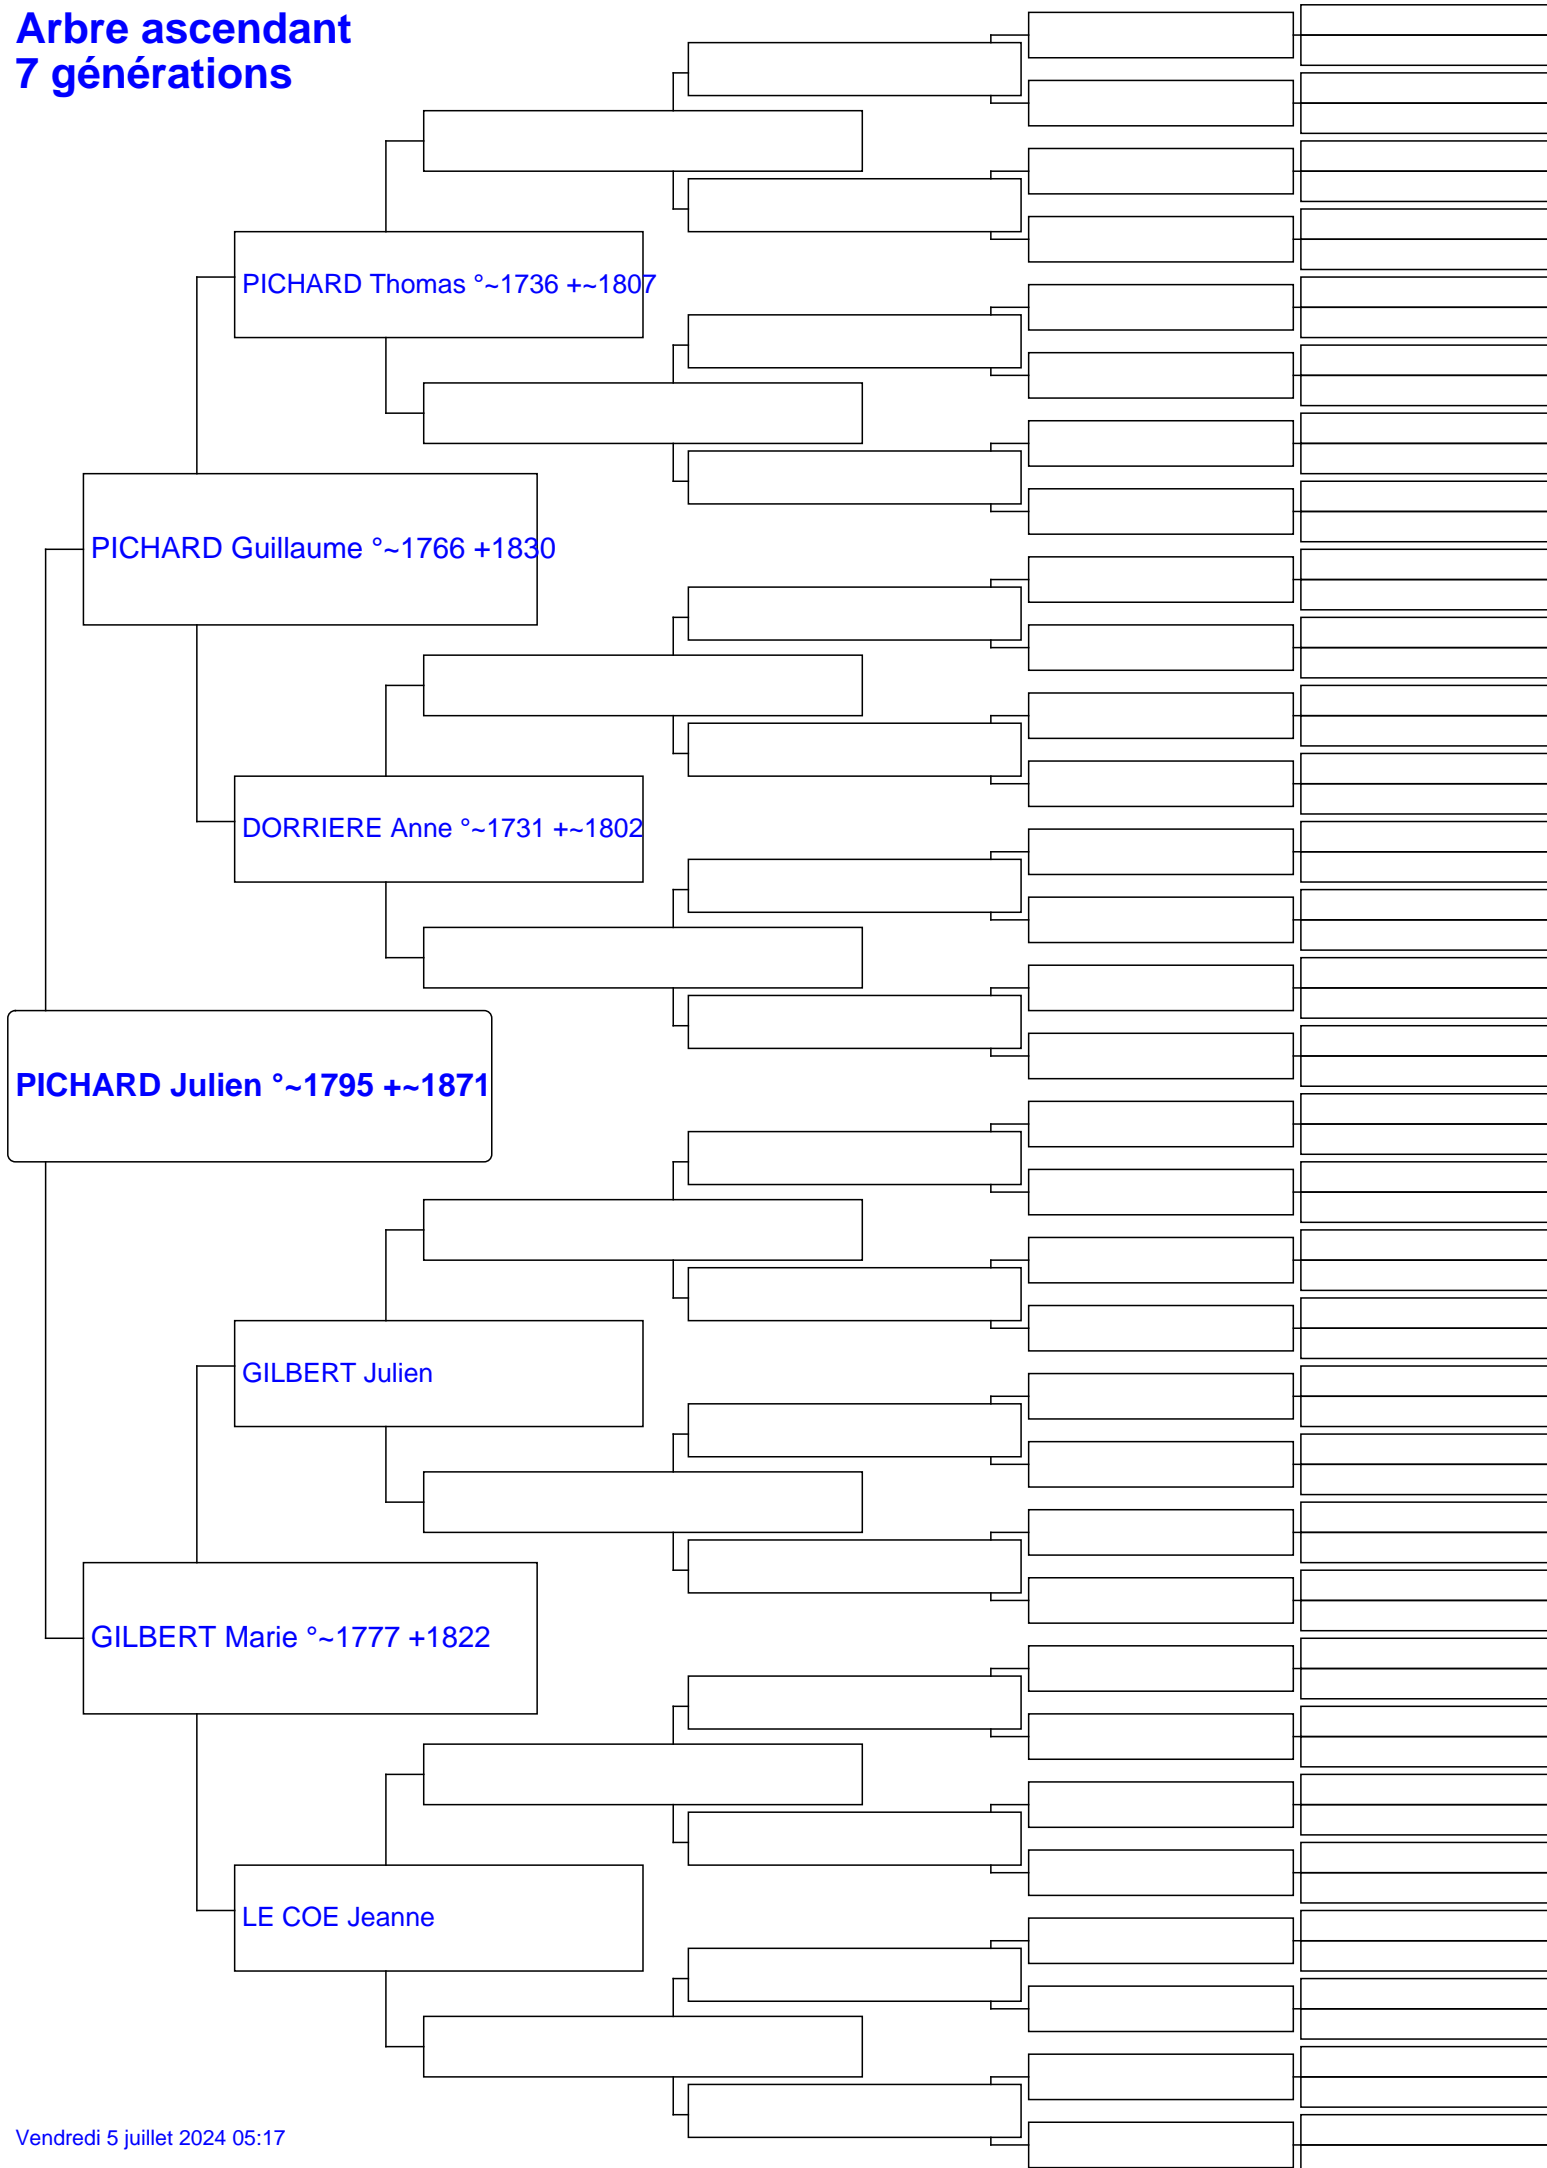 Arbre ascendant
7 générations
PICHARD Thomas °~1736 +~1807
PICHARD Guillaume °~1766 +1830
DORRIERE Anne °~1731 +~1802
PICHARD Julien °~1795 +~1871
GILBERT Julien
GILBERT Marie °~1777 +1822
LE COE Jeanne
Vendredi 5 juillet 2024 05:17